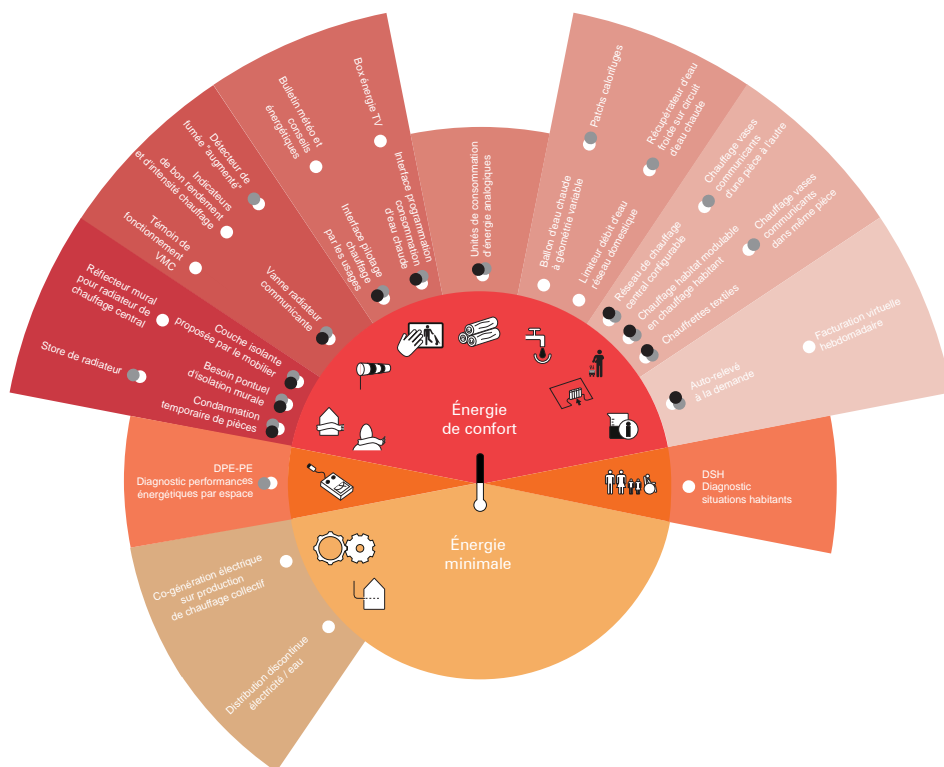 Store de radiateur
Réflecteur mural
pour radiateur de
chauffage central
Couche isolante
proposée par le mobilier
Besoin pontuel
d'isolation murale
Condamnation
temporaire de pièces
Détecteur de
fumée "augmenté"
Indicateurs
de bon rendement
et d'intensité chauffage
Témoin de
fonctionnement
VMC
Vanne radiateur
communicante
Bulletin météo et
conseils
énergétiques
Box énergie TV
Interface pilotage
chauffage
par les usages
Interface programmation
consommation
d'eau chaude
Unités de consommation
d'énergie analogiques
Patchs calorifuges
Récupérateur d'eau
froide sur circuit
d'eau chaude
Ballon d'eau chaude
à géométrie variable
Limiteur débit d'eau
réseau domestique
Chauffage vases
communicants
d'une pièce à l'autre
Chauffage vases
communicants
dans même pièce
Réseau de chauffage
central configurable
Chauffage habitat modulable
en chauffage habitant
Chauffrettes textiles
Facturation virtuelle
hebdomadaire
Auto-relevé
à la demande
Énergie
de confort
DPE-PE
Diagnostic performances
énergétiques par espace
DSH
Diagnostic
situations habitants
Énergie
minimale
Co-génération électrique
sur production
de chauffage collectif
Distribution discontinue
électricité / eau